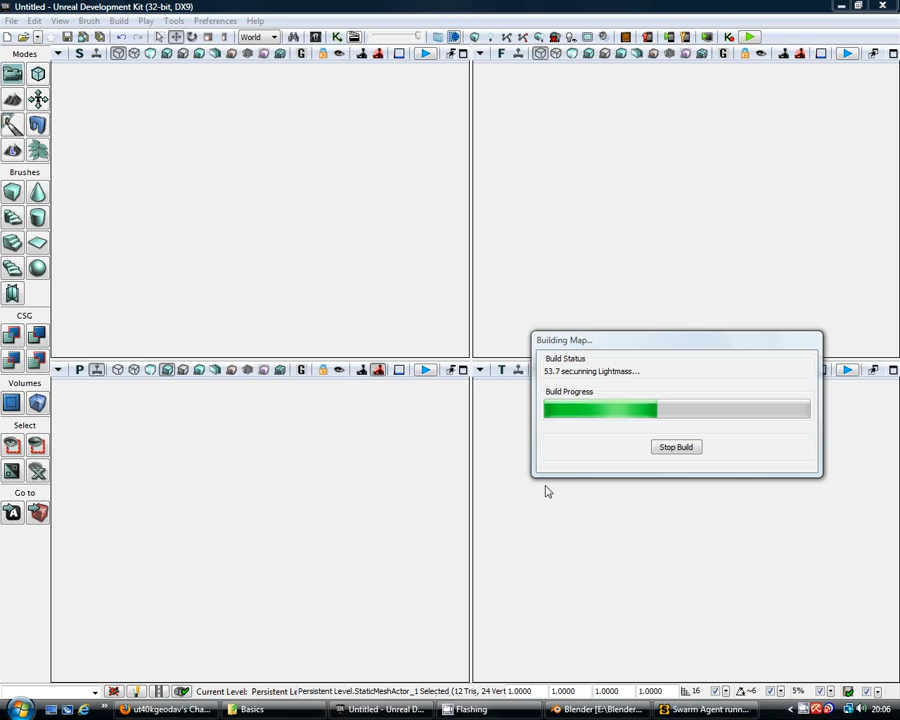 Untitled - Unreal Development Kit (32-bit, DX9)
File Edit View Brush Build Play Tools Preferences Help
World
Modes
S G F G
Brushes
Building Map...
Build Status
53.7 sec.unning Lightmass...
Build Progress
CSG
P G T
Volumes
Select
Stop Build
Go to
A
Current Level: Persistent Le Persistent Level.StaticMeshActor_1 Selected (12 Tris, 24 Vert 1.0000 1.0000 1.0000 1.0000 16 ~6 5%
ut40kgeodav's Cha... Basics Untitled - Unreal D... Flashing Blender [E:\Blender... Swarm Agent runn... 20:06